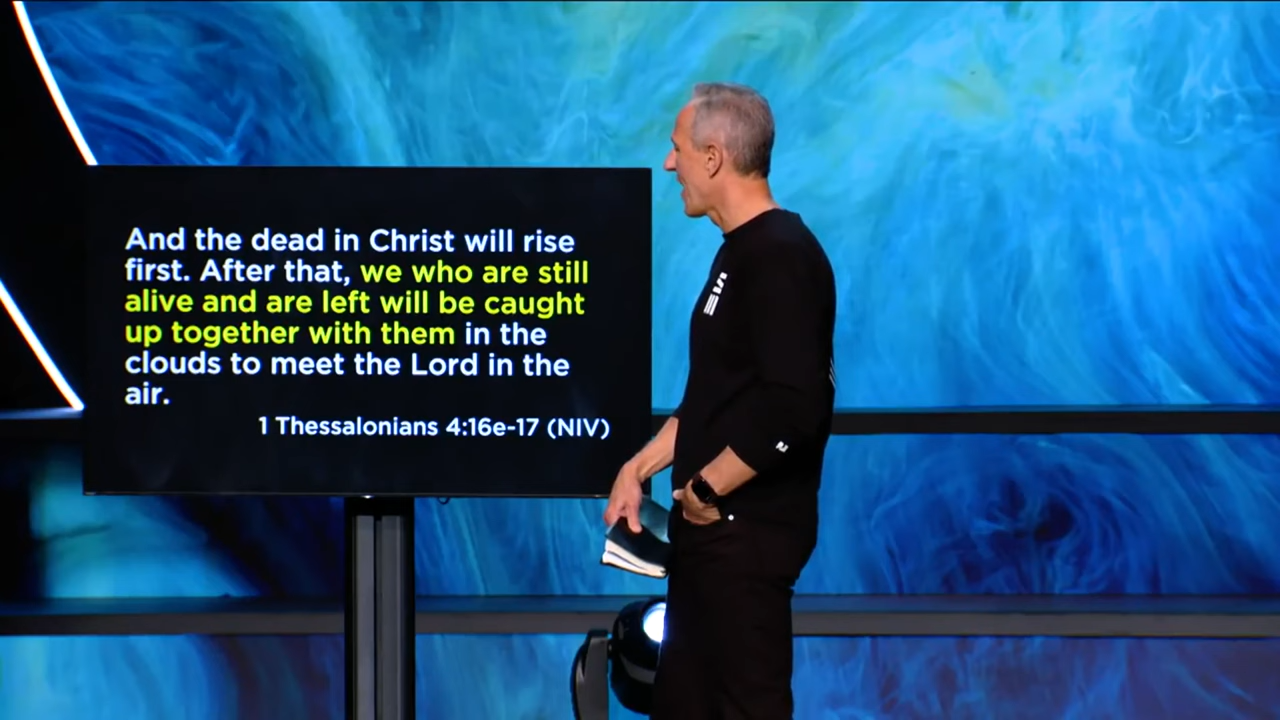 And the dead in Christ will rise
first. After that, we who are still
alive and are left will be caught
up together with them in the
clouds to meet the Lord in the
air.
1 Thessalonians 4:16e-17 (NIV)